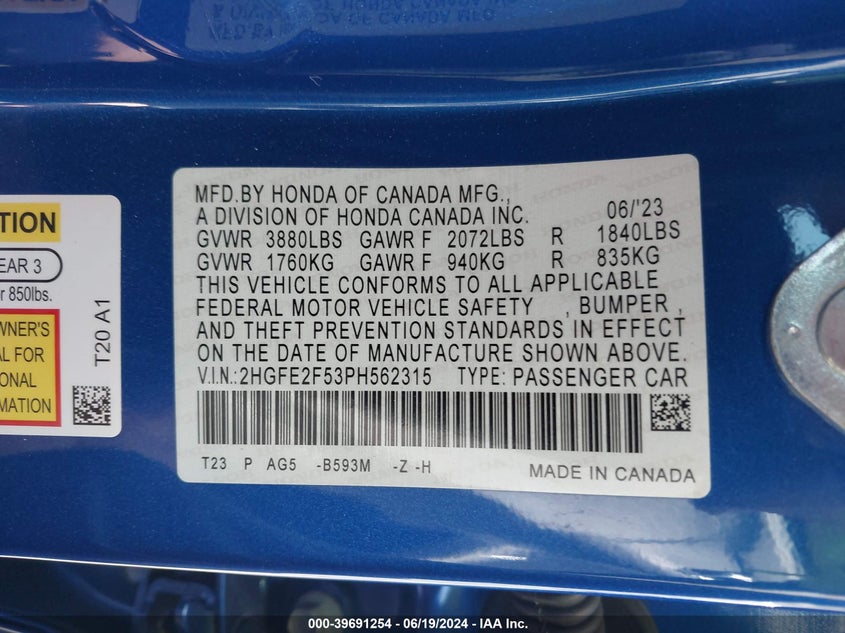 MFD.BY HONDA OF CANADA MFG.,
A DIVISION OF HONDA CANADA INC. 06/'23
GVWR 3880LBS GAWR F 2072LBS R 1840LBS
GVWR 1760KG GAWR F 940KG R 835KG
THIS VEHICLE CONFORMS TO ALL APPLICABLE
FEDERAL MOTOR VEHICLE SAFETY , BUMPER ,
AND THEFT PREVENTION STANDARDS IN EFFECT
ON THE DATE OF MANUFACTURE SHOWN ABOVE.
V.I.N.:2HGFE2F53PH562315 TYPE: PASSENGER CAR
T23 P AG5 -B593M -Z -H
MADE IN CANADA
TION
EAR 3
850lbs.
WNER'S
AL FOR
ONAL
MATION
T20 A1
000-39691254 - 06/19/2024 - IAA Inc.